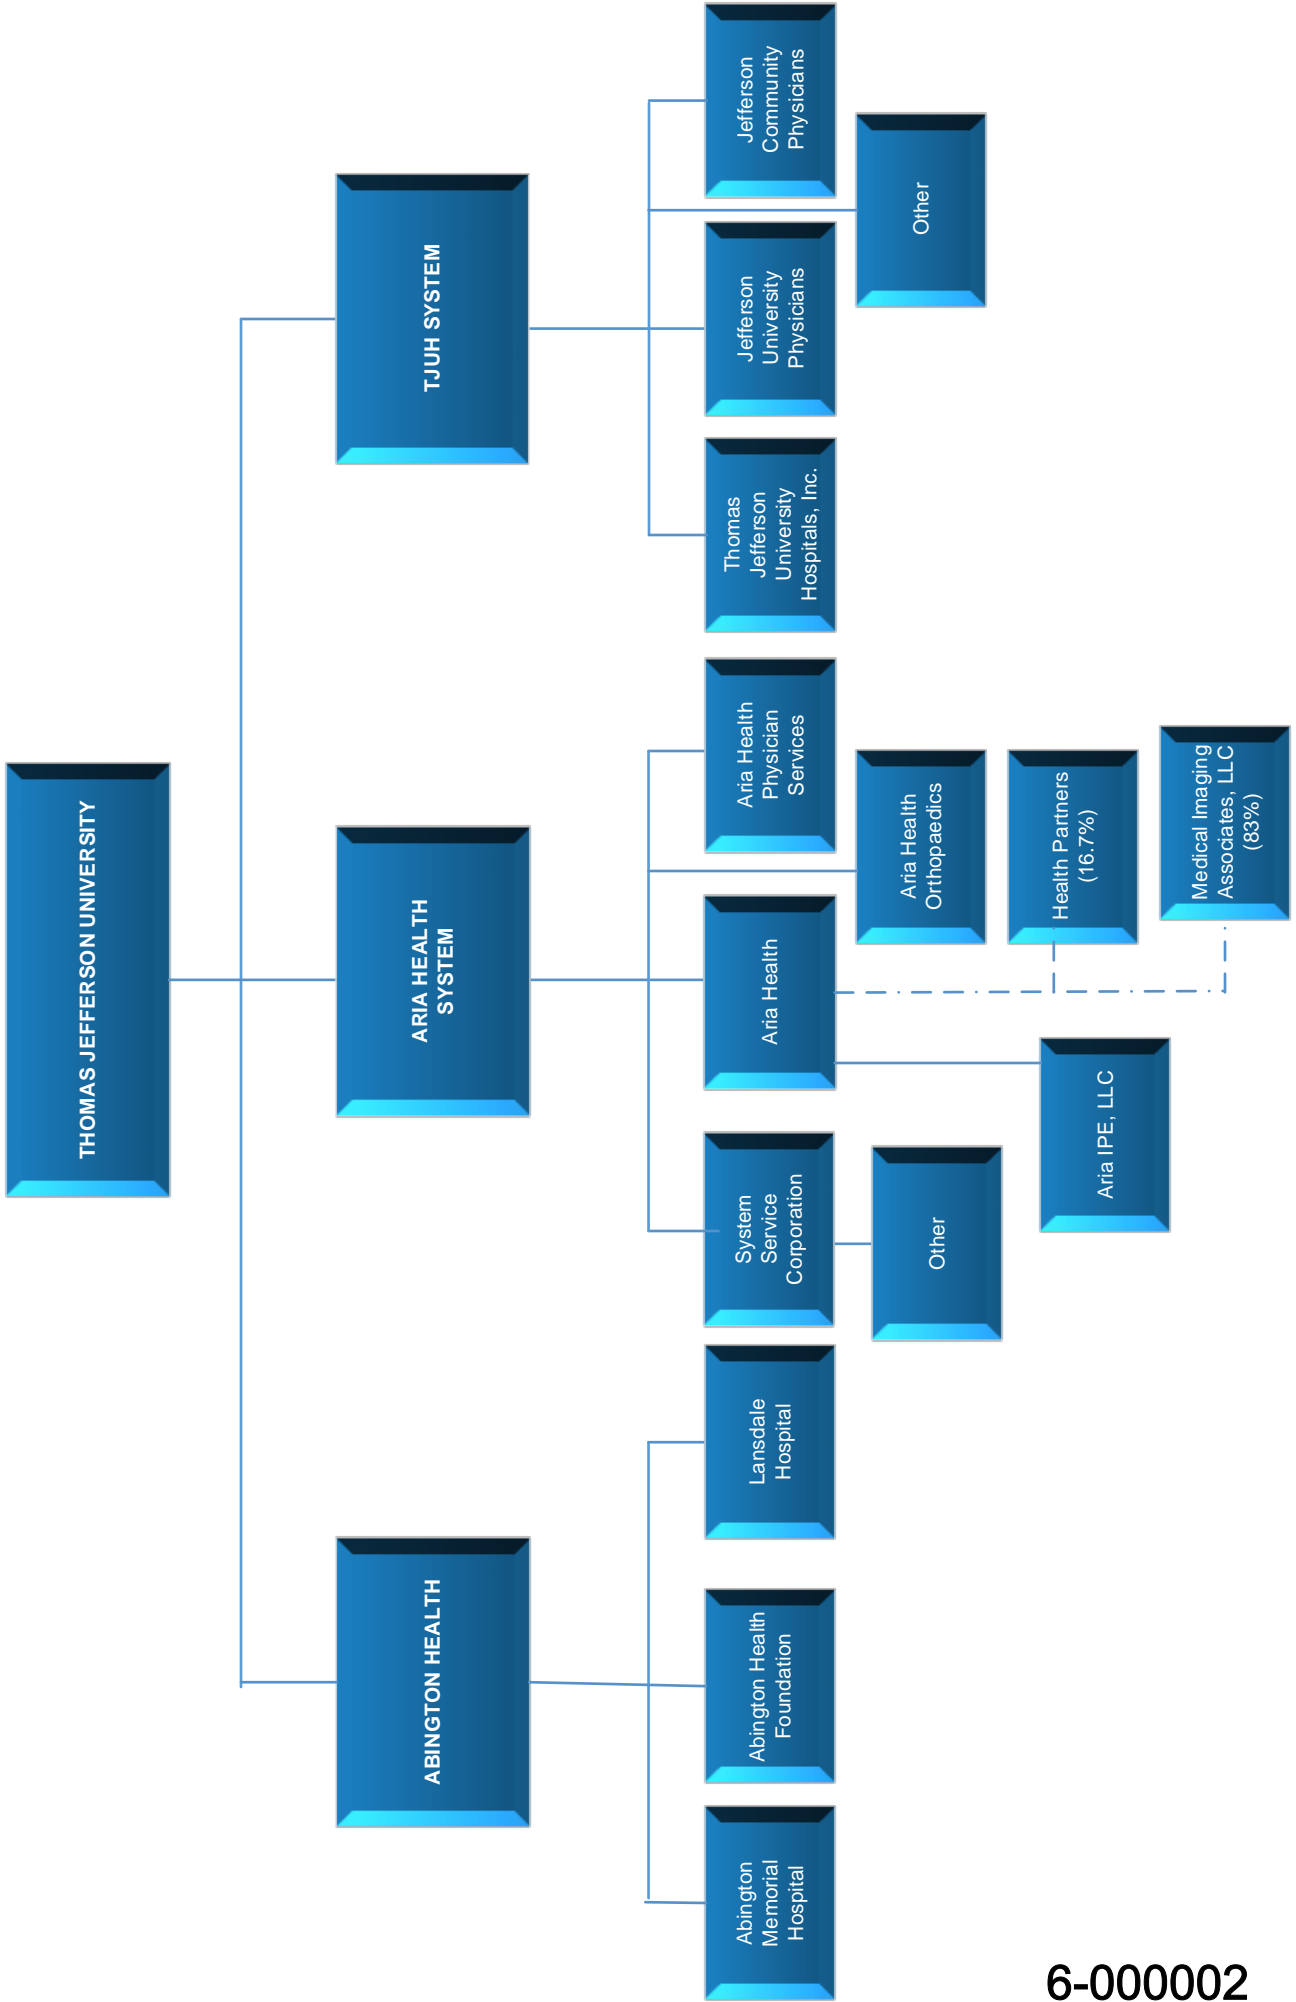 THOMAS JEFFERSON UNIVERSITY
ABINGTON HEALTH
ARIA HEALTH
SYSTEM
TJUH SYSTEM
Abington
Memorial
Hospital
Abington Health
Foundation
Lansdale
Hospital
System
Service
Corporation
Aria Health
Aria Health
Physician
Services
Thomas
Jefferson
University
Hospitals, Inc.
Jefferson
University
Physicians
Jefferson
Community
Physicians
Other
Aria Health
Orthopaedics
Other
Aria IPE, LLC
Health Partners
(16.7%)
Medical Imaging
Associates, LLC
(83%)
6-000002